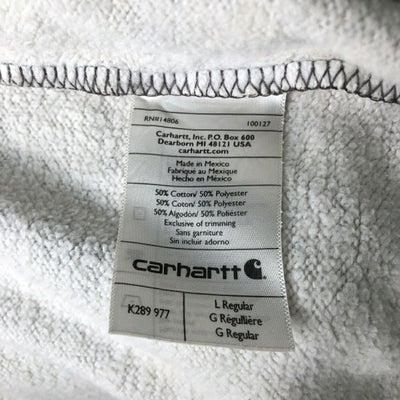 RN#14806 100127
Carhartt, Inc. P.O. Box 600
Dearborn MI 48121 USA
carhartt.com
Made in Mexico
Fabriqué au Mexique
Hecho en México
50% Cotton/ 50% Polyester
50% Coton/ 50% Polyester
50% Algodón/ 50% Poliéster
Exclusive of trimming
Sans garniture
Sin incluir adorno
carhartt
K289 977
L Regular
G Régulière
G Regular